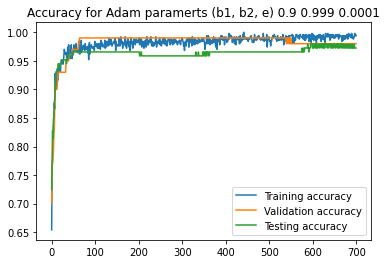 Accuracy for Adam paramerts (b1, b2, e) 0.9 0.999 0.0001
1.00
0.95
0.90
0.85
0.80
0.75
0.70
0.65
Training accuracy
Validation accuracy
Testing accuracy
0 100 200 300 400 500 600 700